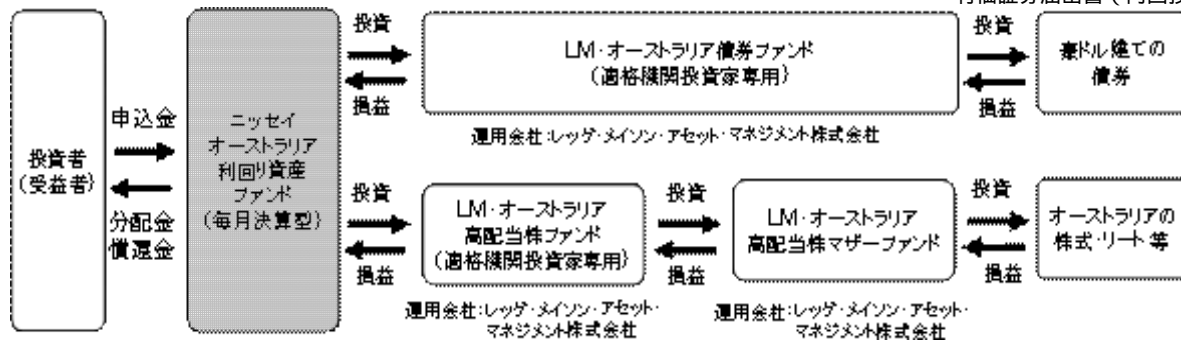 投資者
(受益者)
申込金
分配金
償還金
ニッセイ
オーストラリア
利回り資産
ファンド
(毎月決算型)
投資
損益
LM・オーストラリア債券ファンド
(適格機関投資家専用)
運用会社:レッグ・メイソン・アセット・マネジメント株式会社
投資
損益
豪ドル建ての
債券
投資
損益
LM・オーストラリア
高配当株ファンド
(適格機関投資家専用)
運用会社:レッグ・メイソン・アセット・
マネジメント株式会社
投資
損益
LM・オーストラリア
高配当株マザーファンド
運用会社:レッグ・メイソン・アセット・
マネジメント株式会社
投資
損益
オーストラリアの
株式・リート等